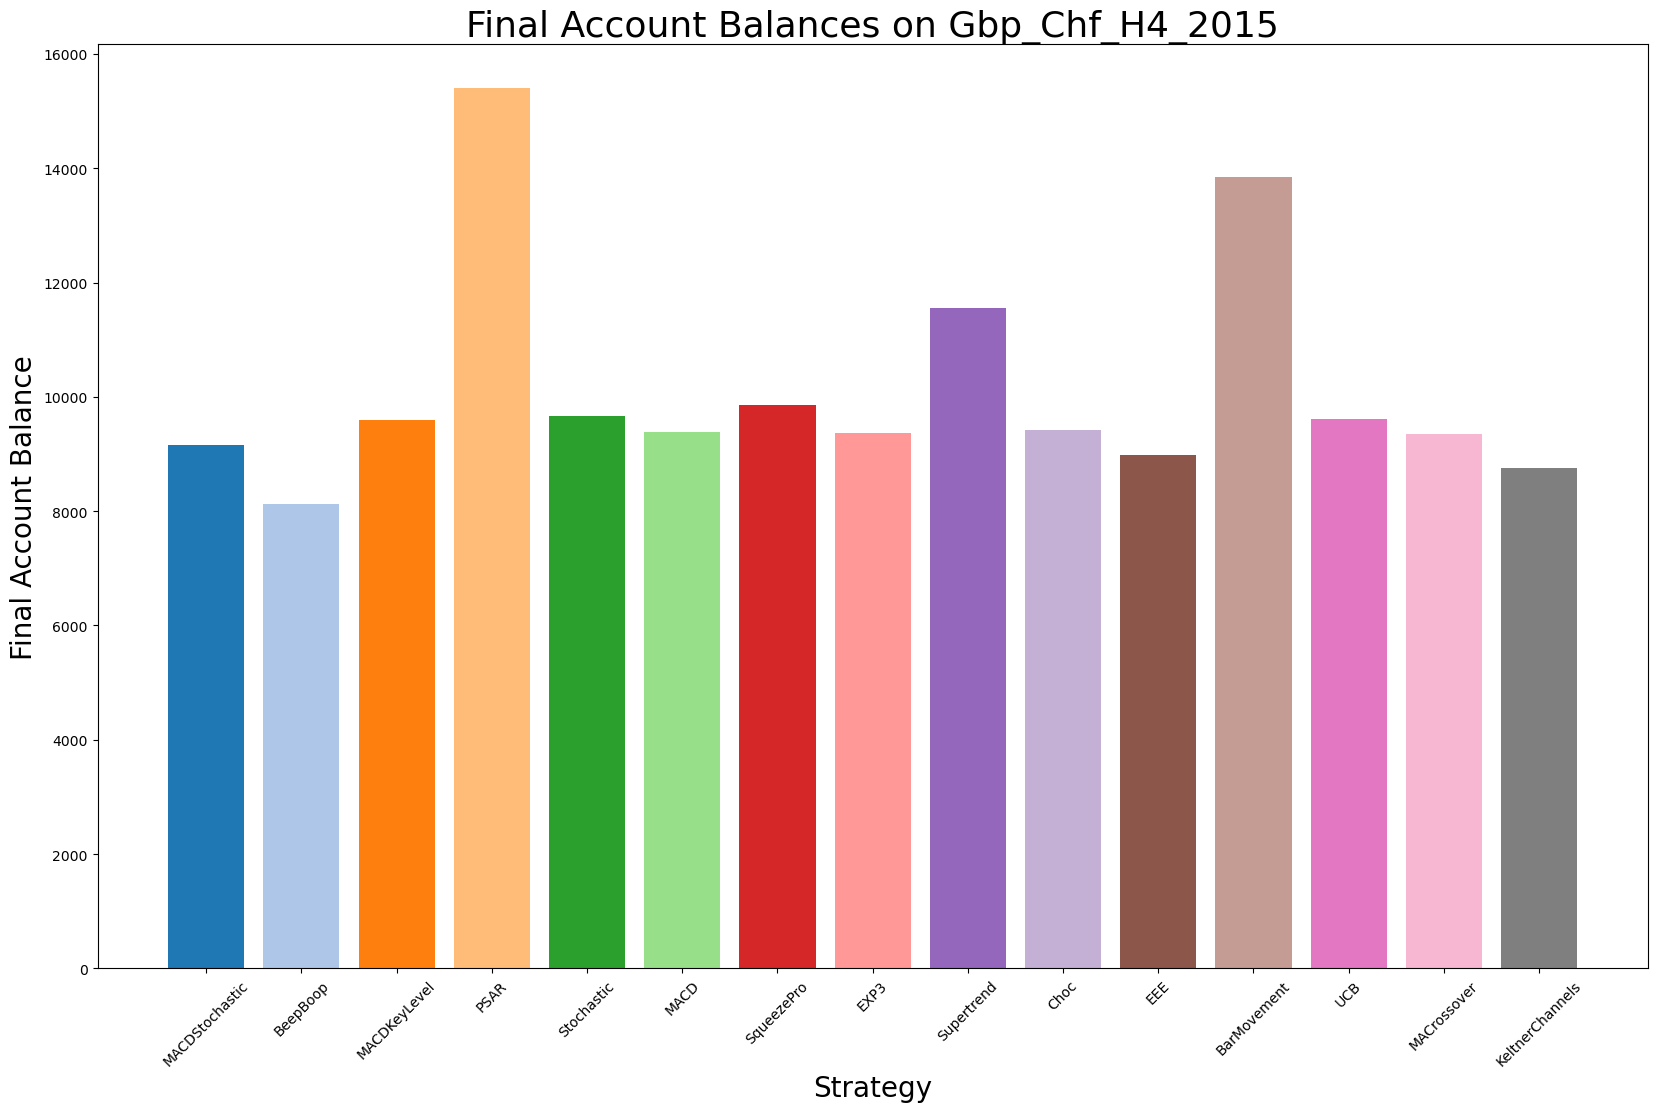 Final Account Balances on Gbp_Chf_H4_2015
Final Account Balance
16000
14000
12000
10000
8000
6000
4000
2000
0
MACDStochastic
BeepBoop
MACDKeyLevel
PSAR
Stochastic
MACD
SqueezePro
EXP3
Supertrend
Choc
EEE
BarMovement
UCB
MACrossover
KeltnerChannels
Strategy